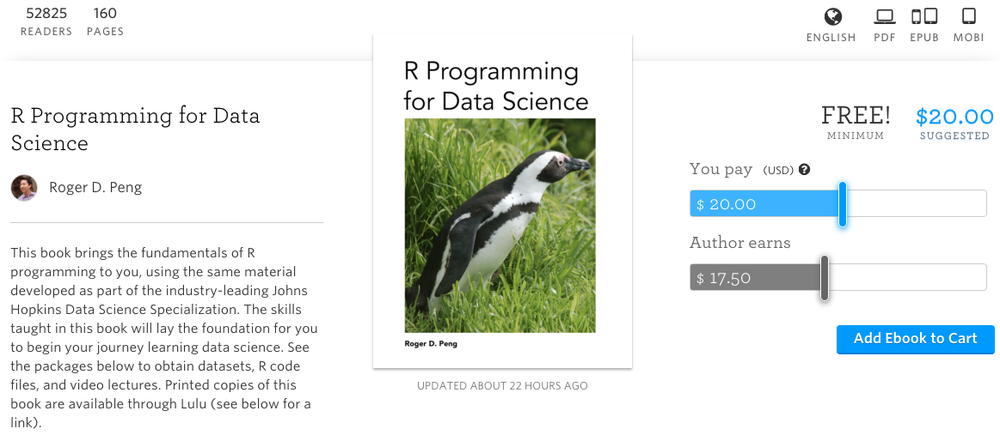 52825
READERS
160
PAGES
ENGLISH
PDF
EPUB
MOBI
R Programming for Data
Science
Roger D. Peng
This book brings the fundamentals of R
programming to you, using the same material
developed as part of the industry-leading Johns
Hopkins Data Science Specialization. The skills
taught in this book will lay the foundation for you
to begin your journey learning data science. See
the packages below to obtain datasets, R code
files, and video lectures. Printed copies of this
book are available through Lulu (see below for a
link).
R Programming
for Data Science
Roger D. Peng
UPDATED ABOUT 22 HOURS AGO
FREE!
MINIMUM
$20.00
SUGGESTED
You pay (USD) ?
$ 20.00
Author earns
$ 17.50
Add Ebook to Cart